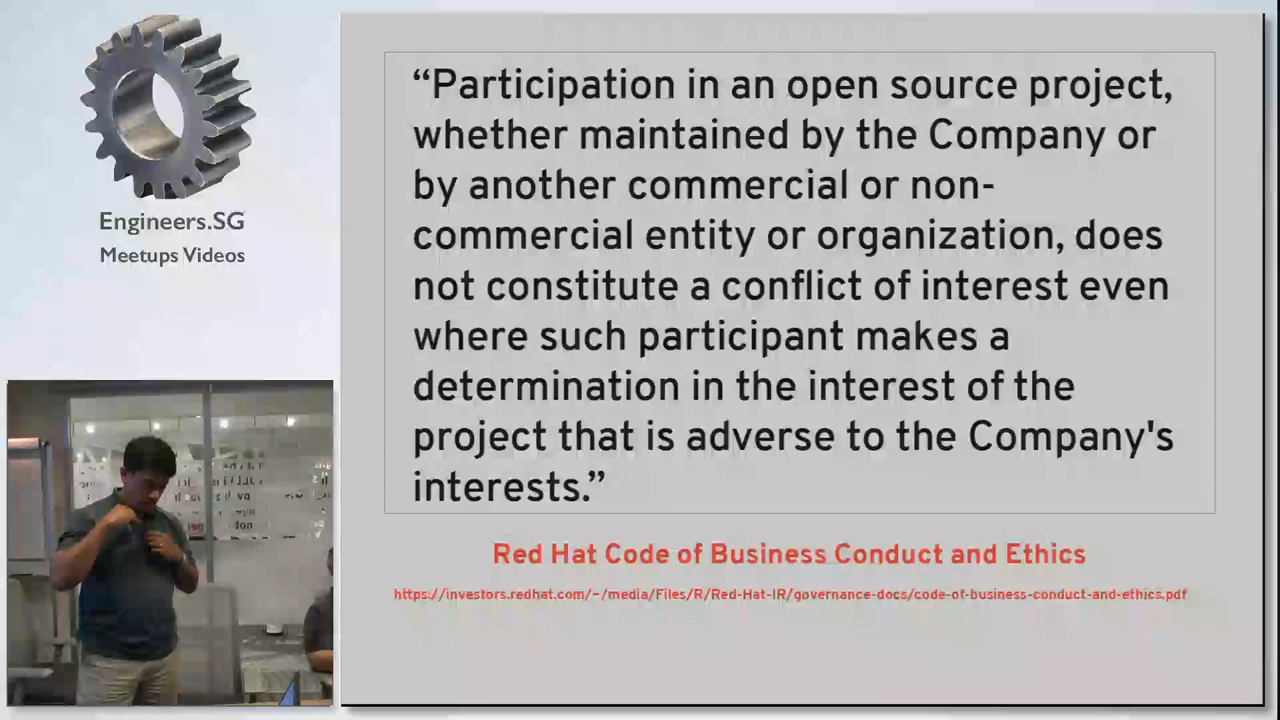 Engineers.SG
Meetups Videos
“Participation in an open source project,
whether maintained by the Company or
by another commercial or non-
commercial entity or organization, does
not constitute a conflict of interest even
where such participant makes a
determination in the interest of the
project that is adverse to the Company's
interests.”
Red Hat Code of Business Conduct and Ethics
https://investors.redhat.com/~/media/Files/R/Red-Hat-IR/governance-docs/code-of-business-conduct-and-ethics.pdf